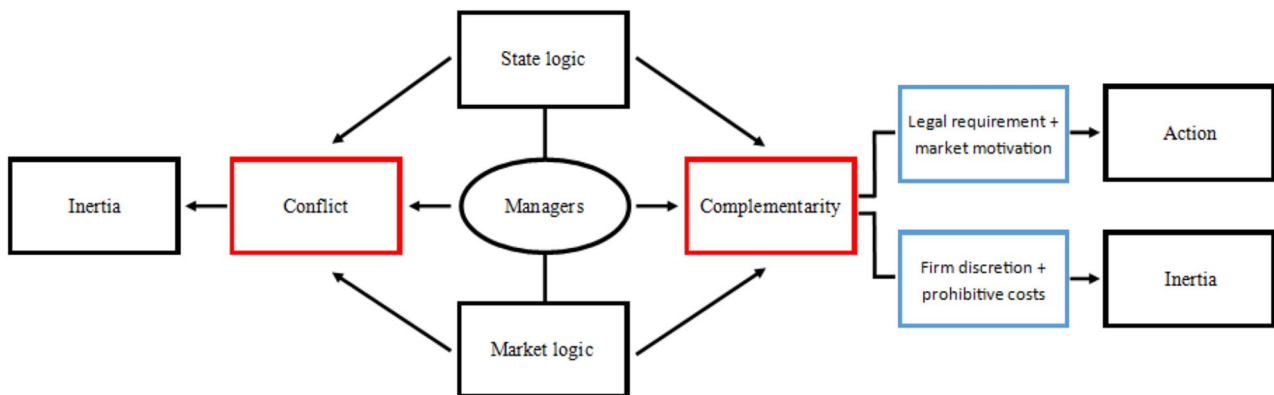 State logic
Legal requirement +
market motivation
Action
Inertia
Conflict
Managers
Complementarity
Firm discretion +
prohibitive costs
Inertia
Market logic